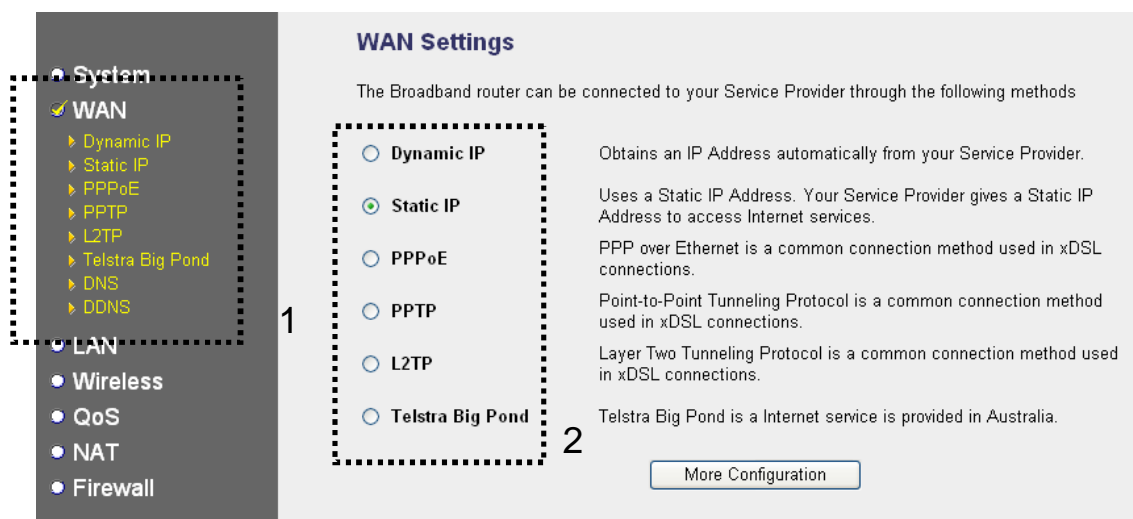 System
WAN
Dynamic IP
Static IP
PPPoE
PPTP
L2TP
Telstra Big Pond
DNS
DDNS
LAN
Wireless
QoS
NAT
Firewall
1
WAN Settings
The Broadband router can be connected to your Service Provider through the following methods
Dynamic IP
Obtains an IP Address automatically from your Service Provider.
Static IP
Uses a Static IP Address. Your Service Provider gives a Static IP
Address to access Internet services.
PPPoE
PPP over Ethernet is a common connection method used in xDSL
connections.
PPTP
Point-to-Point Tunneling Protocol is a common connection method
used in xDSL connections.
L2TP
Layer Two Tunneling Protocol is a common connection method used
in xDSL connections.
Telstra Big Pond
Telstra Big Pond is a Internet service is provided in Australia.
2
More Configuration